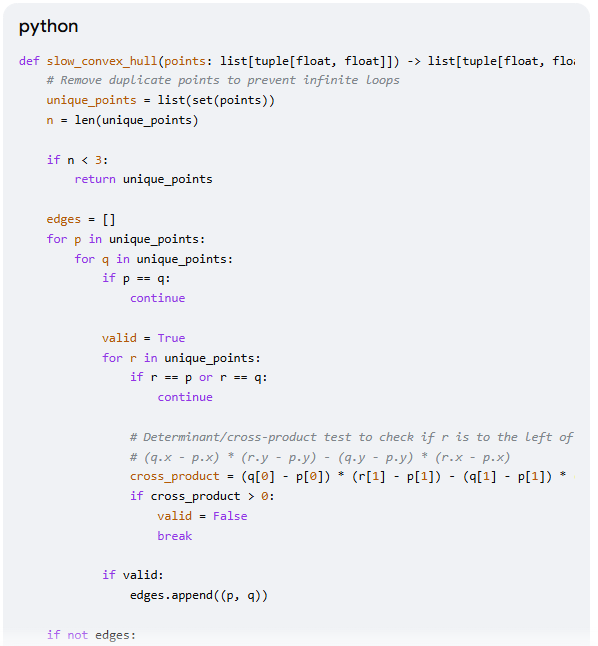 python
def slow_convex_hull(points: list[tuple[float, float]]) -> list[tuple[float,
    # Remove duplicate points to prevent infinite loops
    unique_points = list(set(points))
    n = len(unique_points)
    if n < 3:
        return unique_points
    edges = []
    for p in unique_points:
        for q in unique_points:
            if p == q:
                continue
            valid = True
            for r in unique_points:
                if r == p or r == q:
                    continue
                # Determinant/cross-product test to check if r is to the left of
                # (q.x - p.x) * (r.y - p.y) - (q.y - p.y) * (r.x - p.x)
                cross_product = (q[0] - p[0]) * (r[1] - p[1]) - (q[1] - p[1]) *
                if cross_product > 0:
                    valid = False
                    break
            if valid:
                edges.append((p, q))
    if not edges: